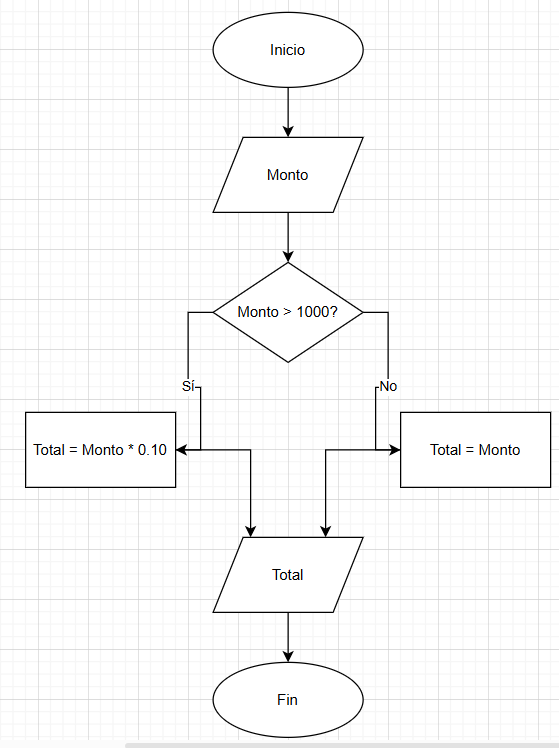 Inicio
Monto
Monto > 1000?
Sí
No
Total = Monto * 0.10
Total = Monto
Total
Fin